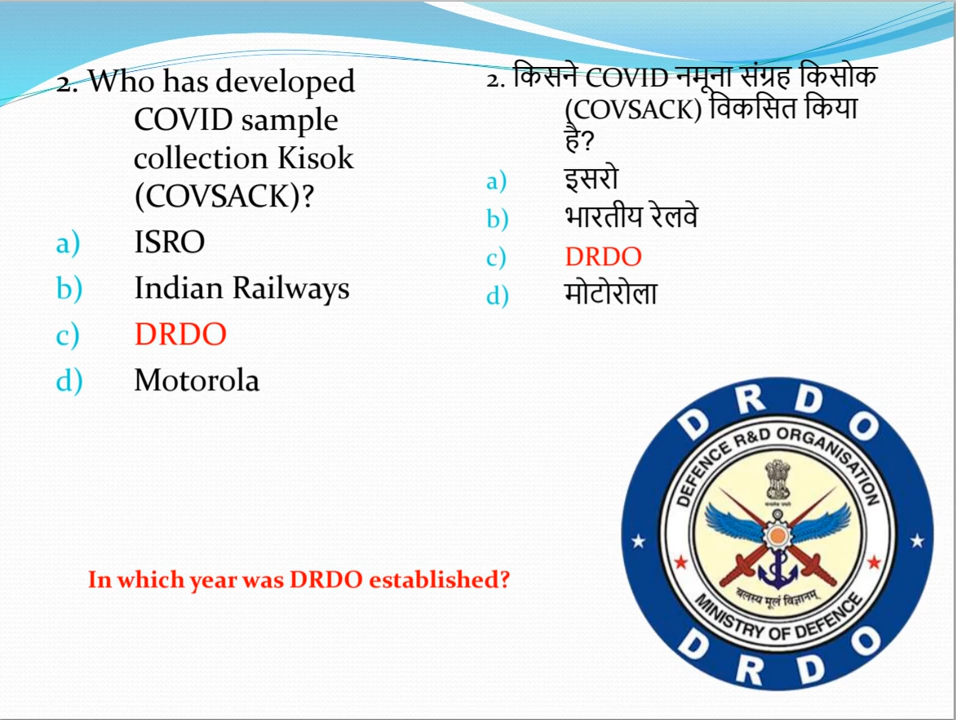 2. Who has developed
COVID sample
collection Kisok
(COVSACK)?
a) ISRO
b) Indian Railways
c) DRDO
d) Motorola
2. किसने COVID नमूना संग्रह किसोक
(COVSACK) विकसित किया
है?
a) इसरो
b) भारतीय रेलवे
c) DRDO
d) मोटोरोला
In which year was DRDO established?
DRDO
DEFENCE R&D ORGANISATION
बलस्य मूलं विज्ञानम्
MINISTRY OF DEFENCE
DRDO